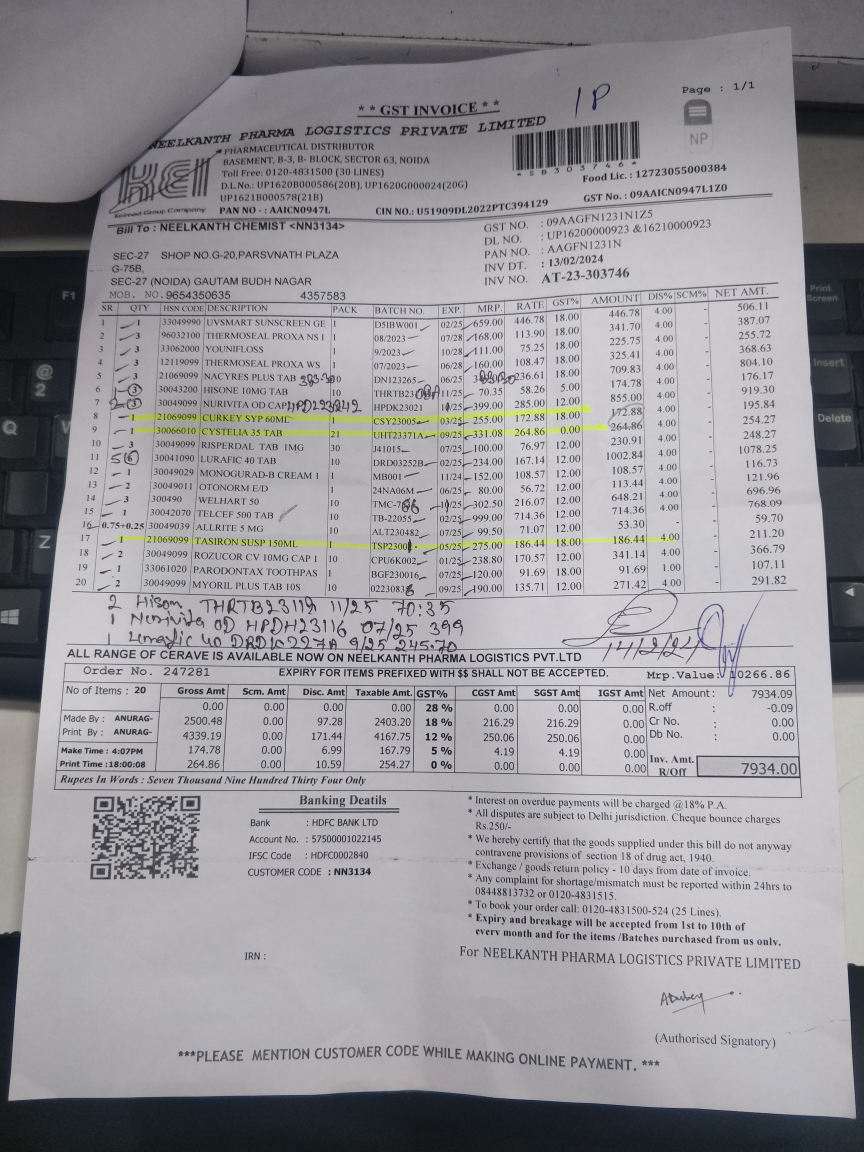 1P
Page : 1/1
* * GST INVOICE * *
NEELKANTH PHARMA LOGISTICS PRIVATE LIMITED
NP
*SB303746*
PHARMACEUTICAL DISTRIBUTOR
BASEMENT, B-3, B- BLOCK, SECTOR 63, NOIDA
Toll Free: 0120-4831500 (30 LINES)
Food Lic. : 12723055000384
D.L.No.: UP1620B000586(20B), UP1620G000024(20G)
UP1621B000578(21B)
GST No. : 09AAICN0947L1Z0
PAN NO - : AAICN0947L
CIN NO.: U51909DL2022PTC394129
Bill To : NEELKANTH CHEMIST <NN3134>
GST NO. : 09AAGFN1231N1Z5
DL NO. : UP16200000923 &16210000923
PAN NO. : AAGFN1231N
INV DT. : 13/02/2024
INV NO. AT-23-303746
SEC-27 SHOP NO.G-20,PARSVNATH PLAZA
G-75B,
SEC-27 (NOIDA) GAUTAM BUDH NAGAR
MOB. NO. 9654350635 4357583
SR QTY HSN CODE DESCRIPTION PACK BATCH NO. EXP. MRP. RATE GST% AMOUNT DIS% SCM% NET AMT.
1 1 33049990 UVSMART SUNSCREEN GE 1 D5IBW001 02/25 659.00 446.78 18.00 446.78 4.00 - 506.11
2 3 96032100 THERMOSEAL PROXA NS 1 1 08/2023 07/28 168.00 113.90 18.00 341.70 4.00 - 387.07
3 3 33062000 YOUNIFLOSS 1 9/2023 10/28 111.00 75.25 18.00 225.75 4.00 - 255.72
4 3 12119099 THERMOSEAL PROXA WS 1 07/2023 06/28 160.00 108.47 18.00 325.41 4.00 - 368.63
5 3 21069099 NACYRES PLUS TAB 10 DN123265 06/25 236.61 18.00 709.83 4.00 - 804.10
6 1 (3) 30043200 HISONE 10MG TAB 10 THRTB23 11/25 70.35 58.26 5.00 174.78 4.00 - 176.17
7 2 (3) 30049099 NURIVITA OD CAP HPD223242 HPDK23021 399.00 285.00 12.00 855.00 4.00 - 919.30
8 1 21069099 CURKEY SYP 60ML 1 CSY23005 03/25 255.00 172.88 18.00 172.88 4.00 - 195.84
9 1 30066010 CYSTELIA 35 TAB 21 UHT23371A 09/25 331.08 264.86 0.00 264.86 4.00 - 254.27
10 3 30049099 RISPERDAL TAB 1MG 30 J41015 07/25 100.00 76.97 12.00 230.91 4.00 - 248.27
11 5 (6) 30041090 LURAFIC 40 TAB 10 DRD03252B 02/25 234.00 167.14 12.00 1002.84 4.00 - 1078.25
12 1 30049029 MONOGURAD-B CREAM 1 1 MB001 11/24 152.00 108.57 12.00 108.57 4.00 - 116.73
13 2 30049011 OTONORM E/D 1 24NA06M 06/25 80.00 56.72 12.00 113.44 4.00 - 121.96
14 3 300490 WELHART 50 10 TMC- 302.50 216.07 12.00 648.21 4.00 - 696.96
15 1 30042070 TELCEF 500 TAB 10 TB-22055 02/25 999.00 714.36 12.00 714.36 4.00 - 768.09
16 0.75+0.25 30049039 ALLRITE 5 MG 10 ALT230482 07/25 99.50 71.07 12.00 53.30 - - 59.70
17 1 21069099 TASIRON SUSP 150ML 1 TSP23001 05/25 275.00 186.44 18.00 186.44 4.00 - 211.20
18 2 30049099 ROZUCOR CV 10MG CAP 1 10 CPU6K002 01/25 238.80 170.57 12.00 341.14 4.00 - 366.79
19 1 33061020 PARODONTAX TOOTHPAS 1 BGF230016 07/25 120.00 91.69 18.00 91.69 1.00 - 107.11
20 2 30049099 MYORIL PLUS TAB 10S 10 0223083 09/25 190.00 135.71 12.00 271.42 4.00 - 291.82
2 Hison THRTB23119 11/25 70:35
1 Nurivita OD HPDH23116 07/25 399
1 40 DRD10227A 9/25 245.70
14/2/24
ALL RANGE OF CERAVE IS AVAILABLE NOW ON NEELKANTH PHARMA LOGISTICS PVT.LTD
Order No. 247281 EXPIRY FOR ITEMS PREFIXED WITH $$ SHALL NOT BE ACCEPTED. Mrp.Value: 10266.86
No of Items : 20 Gross Amt Scm. Amt Disc. Amt Taxable. Amt GST% CGST Amt SGST Amt IGST Amt Net Amount : 7934.09
0.00 0.00 0.00 0.00 28 % 0.00 0.00 0.00 R.off : -0.09
Made By : ANURAG- 2500.48 0.00 97.28 2403.20 18 % 216.29 216.29 0.00 Cr No. : 0.00
Print By : ANURAG- 4339.19 0.00 171.44 4167.75 12 % 250.06 250.06 0.00 Db No. : 0.00
Make Time : 4:07PM 174.78 0.00 6.99 167.79 5 % 4.19 4.19 0.00
Print Time :18:00:08 264.86 0.00 10.59 254.27 0 % 0.00 0.00 0.00 Inv. Amt. R/Off 7934.00
Rupees In Words : Seven Thousand Nine Hundred Thirty Four Only
Banking Deatils
Bank : HDFC BANK LTD
Account No. : 57500001022145
IFSC Code : HDFC0002840
CUSTOMER CODE : NN3134
* Interest on overdue payments will be charged @18% P.A.
* All disputes are subject to Delhi jurisdiction. Cheque bounce charges
Rs.250/-
* We hereby certify that the goods supplied under this bill do not anyway
contravene provisions of section 18 of drug act, 1940.
* Exchange / goods return policy - 10 days from date of invoice.
* Any complaint for shortage/mismatch must be reported within 24hrs to
08448813732 or 0120-4831515.
* To book your order call: 0120-4831500-524 (25 Lines).
* Expiry and breakage will be accepted from 1st to 10th of
every month and for the items /Batches purchased from us only.
IRN :
For NEELKANTH PHARMA LOGISTICS PRIVATE LIMITED
ADubey
(Authorised Signatory)
***PLEASE MENTION CUSTOMER CODE WHILE MAKING ONLINE PAYMENT. ***
F1
@
2
Q
Z
Print
Screen
Insert
Delete